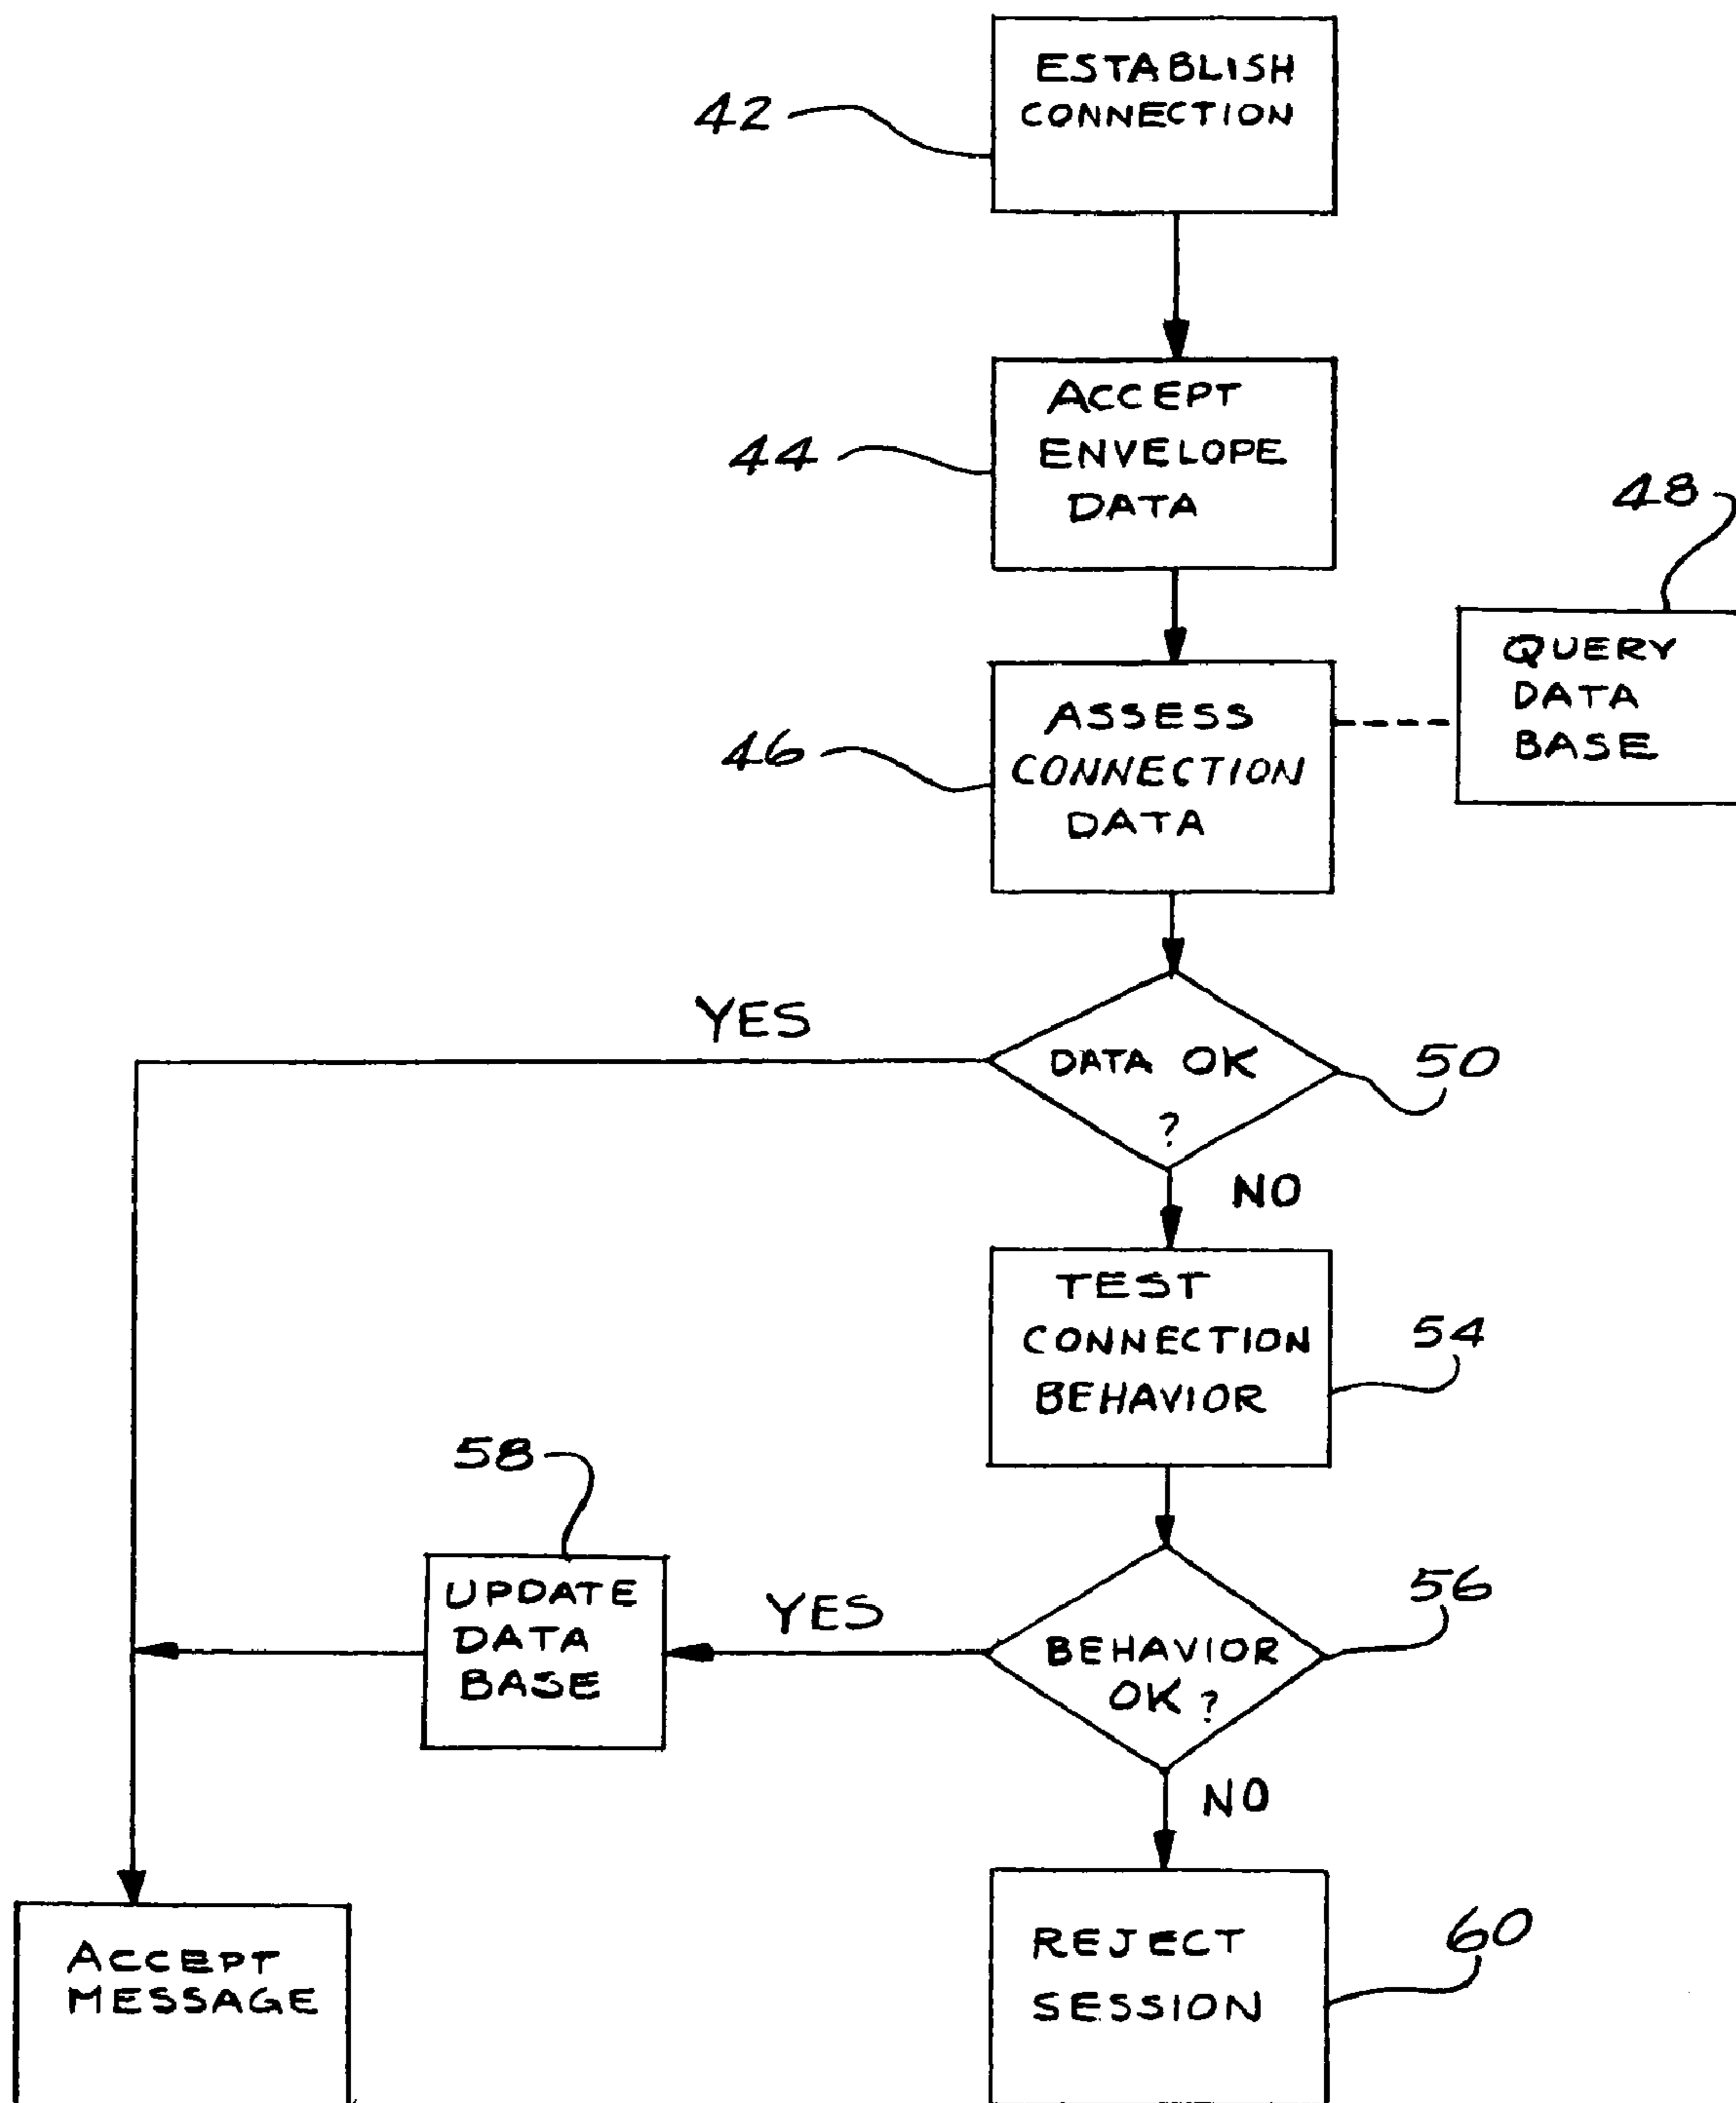 ESTABLISH
CONNECTION
42
ACCEPT
ENVELOPE
DATA
44
48
QUERY
DATA
BASE
ASSESS
CONNECTION
DATA
46
YES
DATA OK
?
50
NO
TEST
CONNECTION
BEHAVIOR
54
58
UPDATE
DATA
BASE
YES
BEHAVIOR
OK ?
56
NO
ACCEPT
MESSAGE
REJECT
SESSION
60